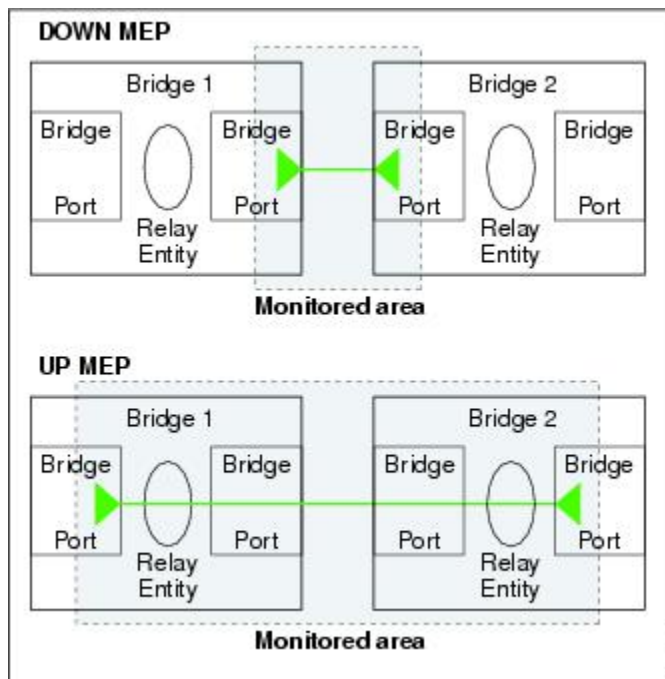 DOWN MEP
Bridge 1
Bridge 2
Bridge
Bridge
Bridge
Bridge
Port
Port
Port
Port
Relay
Entity
Relay
Entity
Monitored area
UP MEP
Bridge 1
Bridge 2
Bridge
Bridge
Bridge
Bridge
Port
Port
Port
Port
Relay
Entity
Relay
Entity
Monitored area